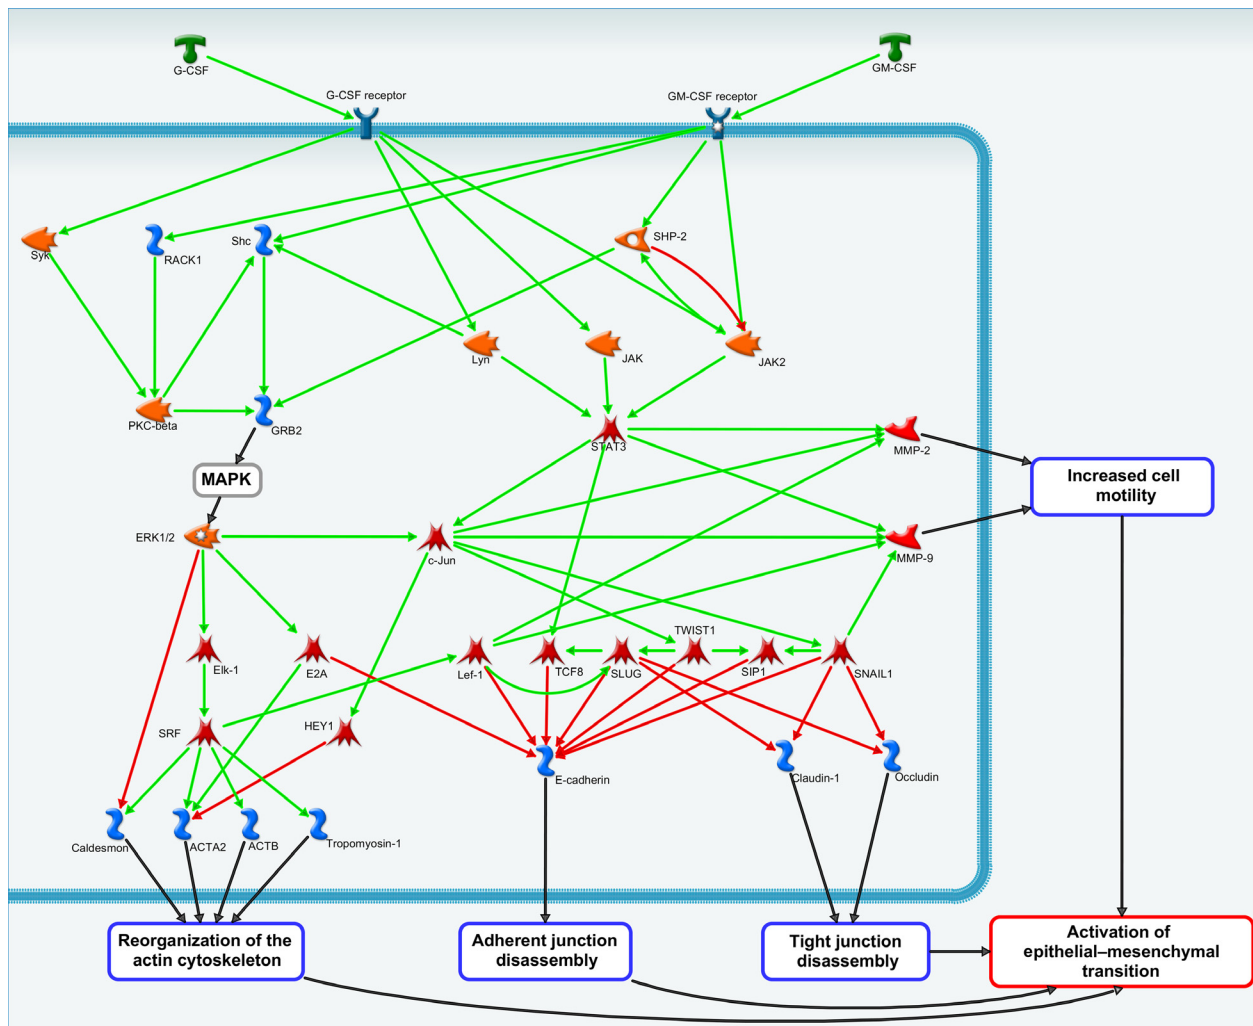 G-CSF
GM-CSF
G-CSF receptor
GM-CSF receptor
Syk
RACK1
Shc
SHP-2
Lyn
JAK
JAK2
PKC-beta
GRB2
STAT3
MMP-2
MAPK
Increased cell
motility
ERK1/2
c-Jun
MMP-9
Elk-1
E2A
Lef-1
TCF8
SLUG
TWIST1
SIP1
SNAIL1
SRF
HEY1
E-cadherin
Claudin-1
Occludin
Caldesmon
ACTA2
ACTB
Tropomyosin-1
Reorganization of the
actin cytoskeleton
Adherent junction
disassembly
Tight junction
disassembly
Activation of
epithelial–mesenchymal
transition